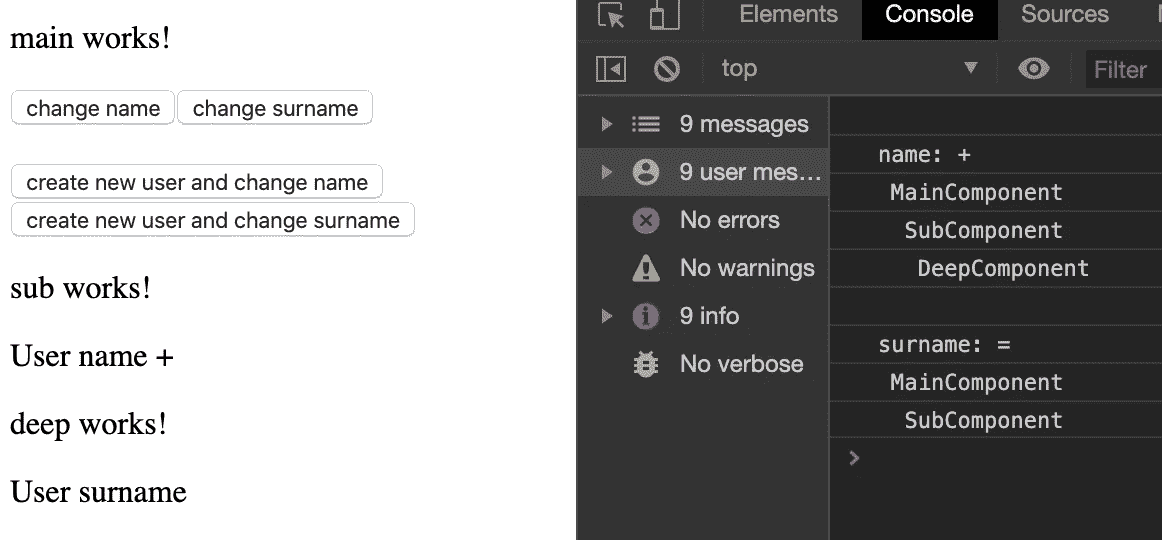 main works!
change name change surname
create new user and change name
create new user and change surname
sub works!
User name +
deep works!
User surname
Elements Console Sources
top Filter
9 messages
9 user mes...
No errors
No warnings
9 info
No verbose
name: +
MainComponent
SubComponent
DeepComponent
surname: =
MainComponent
SubComponent